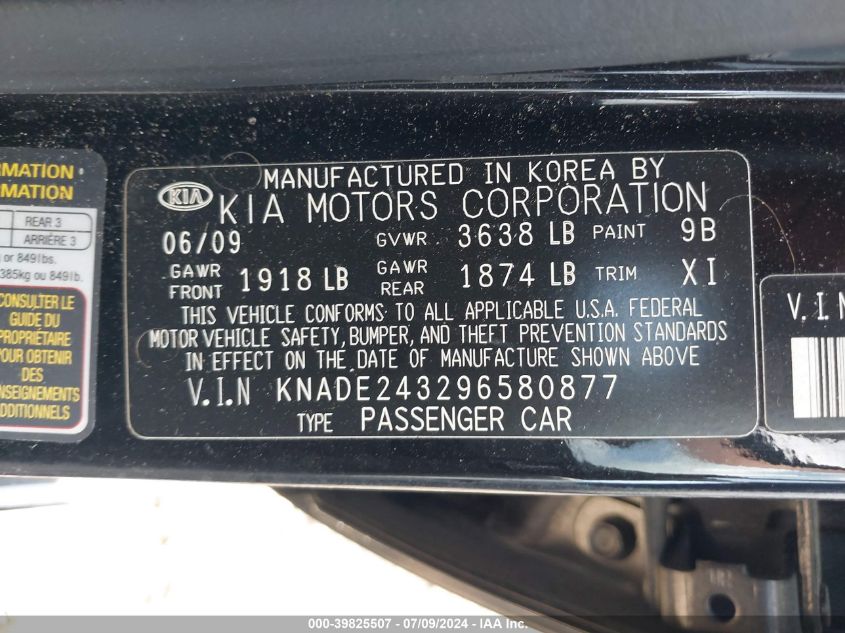 RMATION
RMATION
REAR 3
ARRIÈRE 3
or 849lbs.
385kg ou 849lb.
CONSULTER LE
GUIDE DU
PROPRIÉTAIRE
POUR OBTENIR
DES
NSEIGNEMENTS
DDITIONNELS
MANUFACTURED IN KOREA BY
KIA KIA MOTORS CORPORATION
06/09 GVWR 3638 LB PAINT 9B
GAWR FRONT 1918 LB GAWR REAR 1874 LB TRIM XI
THIS VEHICLE CONFORMS TO ALL APPLICABLE U.S.A. FEDERAL
MOTOR VEHICLE SAFETY, BUMPER, AND THEFT PREVENTION STANDARDS
IN EFFECT ON THE DATE OF MANUFACTURE SHOWN ABOVE
V.I.N KNADE243296580877
TYPE PASSENGER CAR
V.I.N
000-39825507 - 07/09/2024 - IAA Inc.